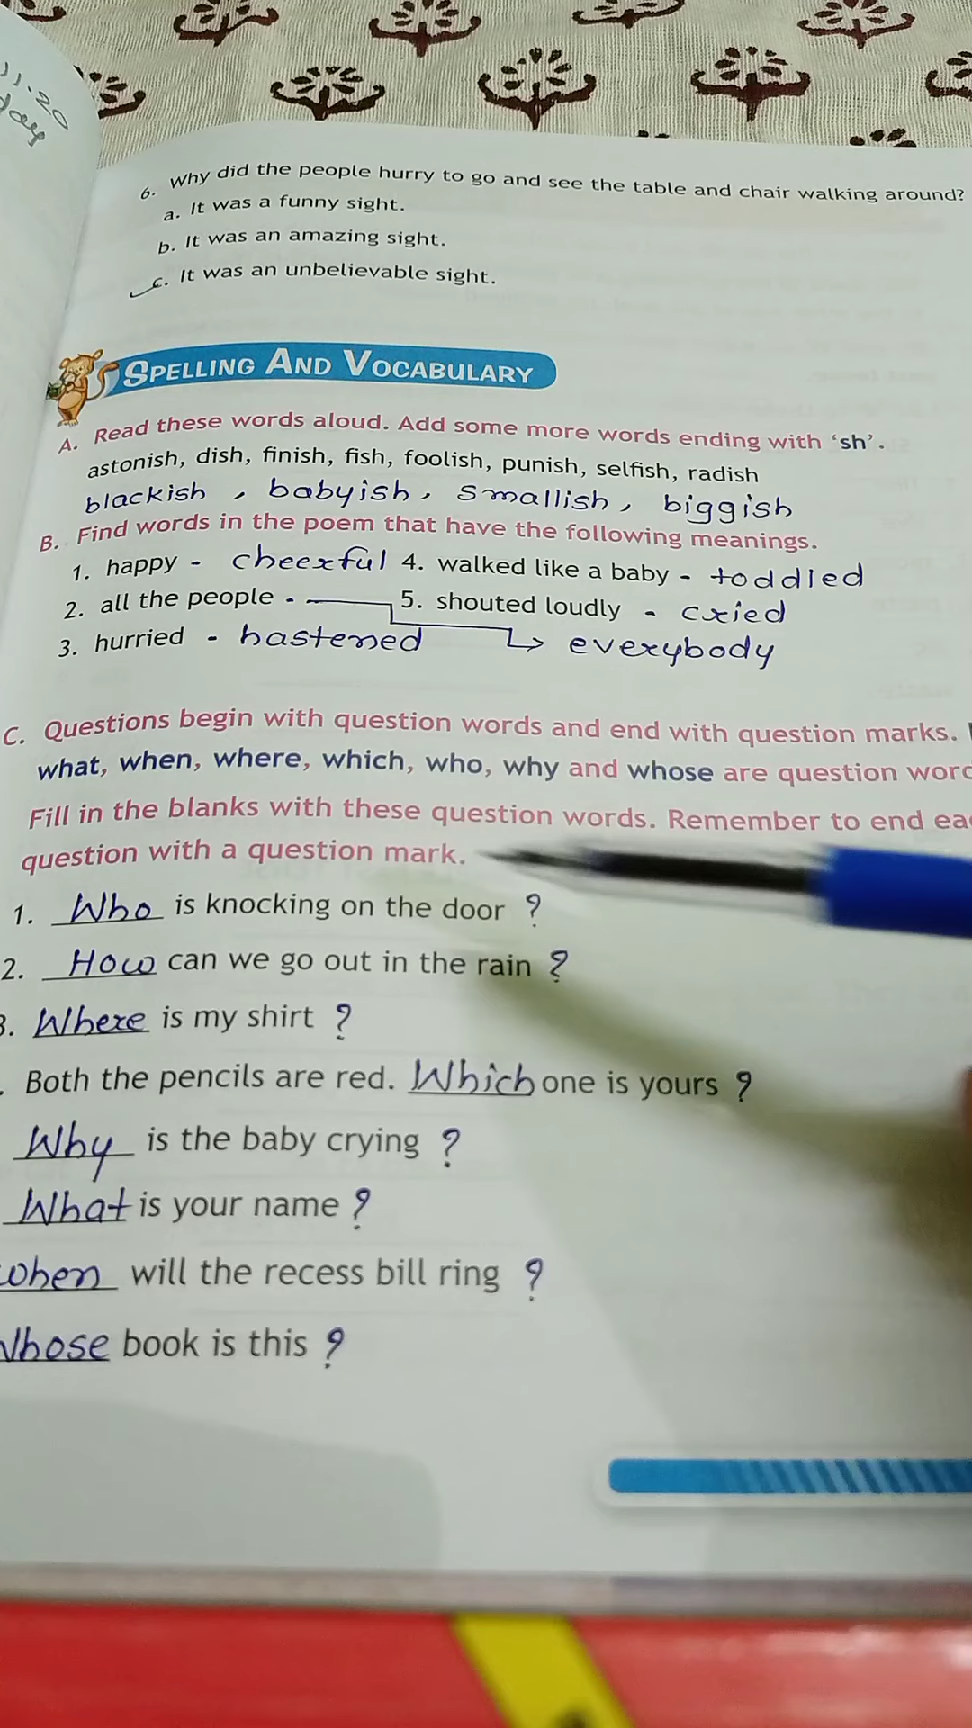 11.20
day
6. Why did the people hurry to go and see the table and chair walking around?
a. It was a funny sight.
b. It was an amazing sight.
c. It was an unbelievable sight.
SPELLING AND VOCABULARY
A. Read these words aloud. Add some more words ending with ‘sh’.
astonish, dish, finish, fish, foolish, punish, selfish, radish
blackish , babyish, smallish, biggish
B. Find words in the poem that have the following meanings.
1. happy - cheerful 4. walked like a baby - toddled
2. all the people - 5. shouted loudly - cried
3. hurried - hastened everybody
C. Questions begin with question words and end with question marks.
what, when, where, which, who, why and whose are question
Fill in the blanks with these question words. Remember to end
question with a question mark.
1. Who is knocking on the door ?
2. How can we go out in the rain ?
3. Where is my shirt ?
. Both the pencils are red. Which one is yours ?
Why is the baby crying ?
What is your name ?
when will the recess bill ring ?
Whose book is this ?